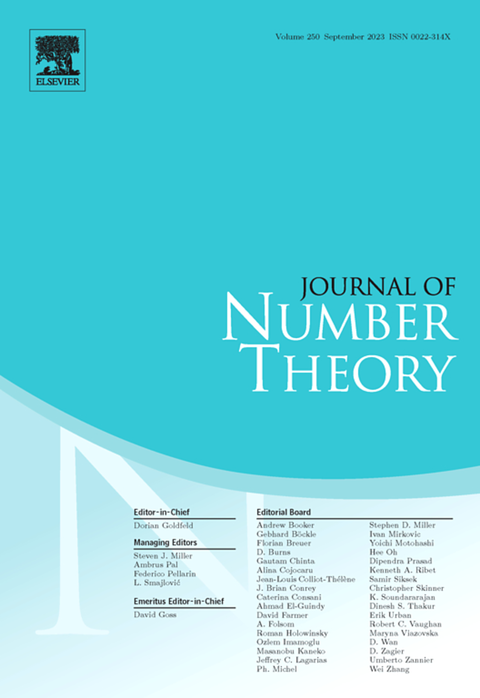 Volume 250 September 2023 ISSN 0022-314X
ELSEVIER
JOURNAL OF
NUMBER
THEORY
N
Editor-in-Chief
Dorian Goldfeld
Managing Editors
Steven J. Miller
Ambrus Pal
Federico Pellarin
L. Smajlović
Emeritus Editor-in-Chief
David Goss
Editorial Board
Andrew Booker
Gebhard Böckle
Florian Breuer
D. Burns
Gautam Chinta
Alina Cojocaru
Jean-Louis Colliot-Thélène
J. Brian Conrey
Caterina Consani
Ahmad El-Guindy
David Farmer
A. Folsom
Roman Holowinsky
Ozlem Imamoglu
Masanobu Kaneko
Jeffrey C. Lagarias
Ph. Michel
Stephen D. Miller
Ivan Mirkovic
Yoichi Motohashi
Hee Oh
Dipendra Prasad
Kenneth A. Ribet
Samir Siksek
Christopher Skinner
K. Soundararajan
Dinesh S. Thakur
Erik Urban
Robert C. Vaughan
Maryna Viazovska
D. Wan
D. Zagier
Umberto Zannier
Wei Zhang